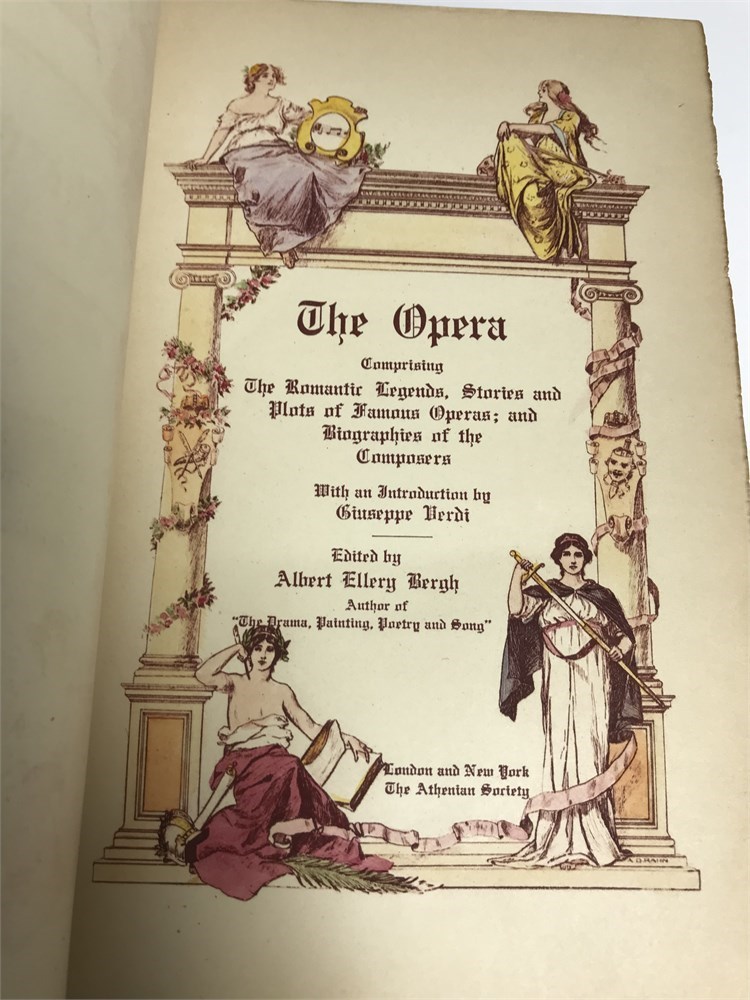 The Opera
Comprising
The Romantic Legends, Stories and
Plots of Famous Operas; and
Biographies of the
Composers
With an Introduction by
Giuseppe Verdi
Edited by
Albert Ellery Bergh
Author of
"The Drama, Painting, Poetry and Song"
London and New York
The Athenian Society